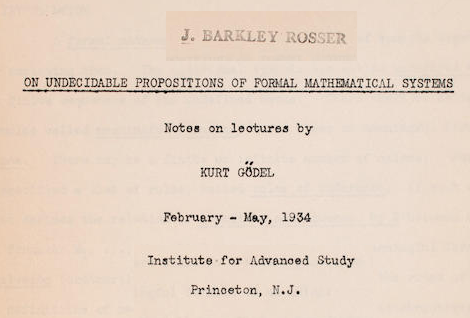 J. BARKLEY ROSSER
ON UNDECIDABLE PROPOSITIONS OF FORMAL MATHEMATICAL SYSTEMS
Notes on lectures by
KURT GÖDEL
February - May, 1934
Institute for Advanced Study
Princeton, N.J.